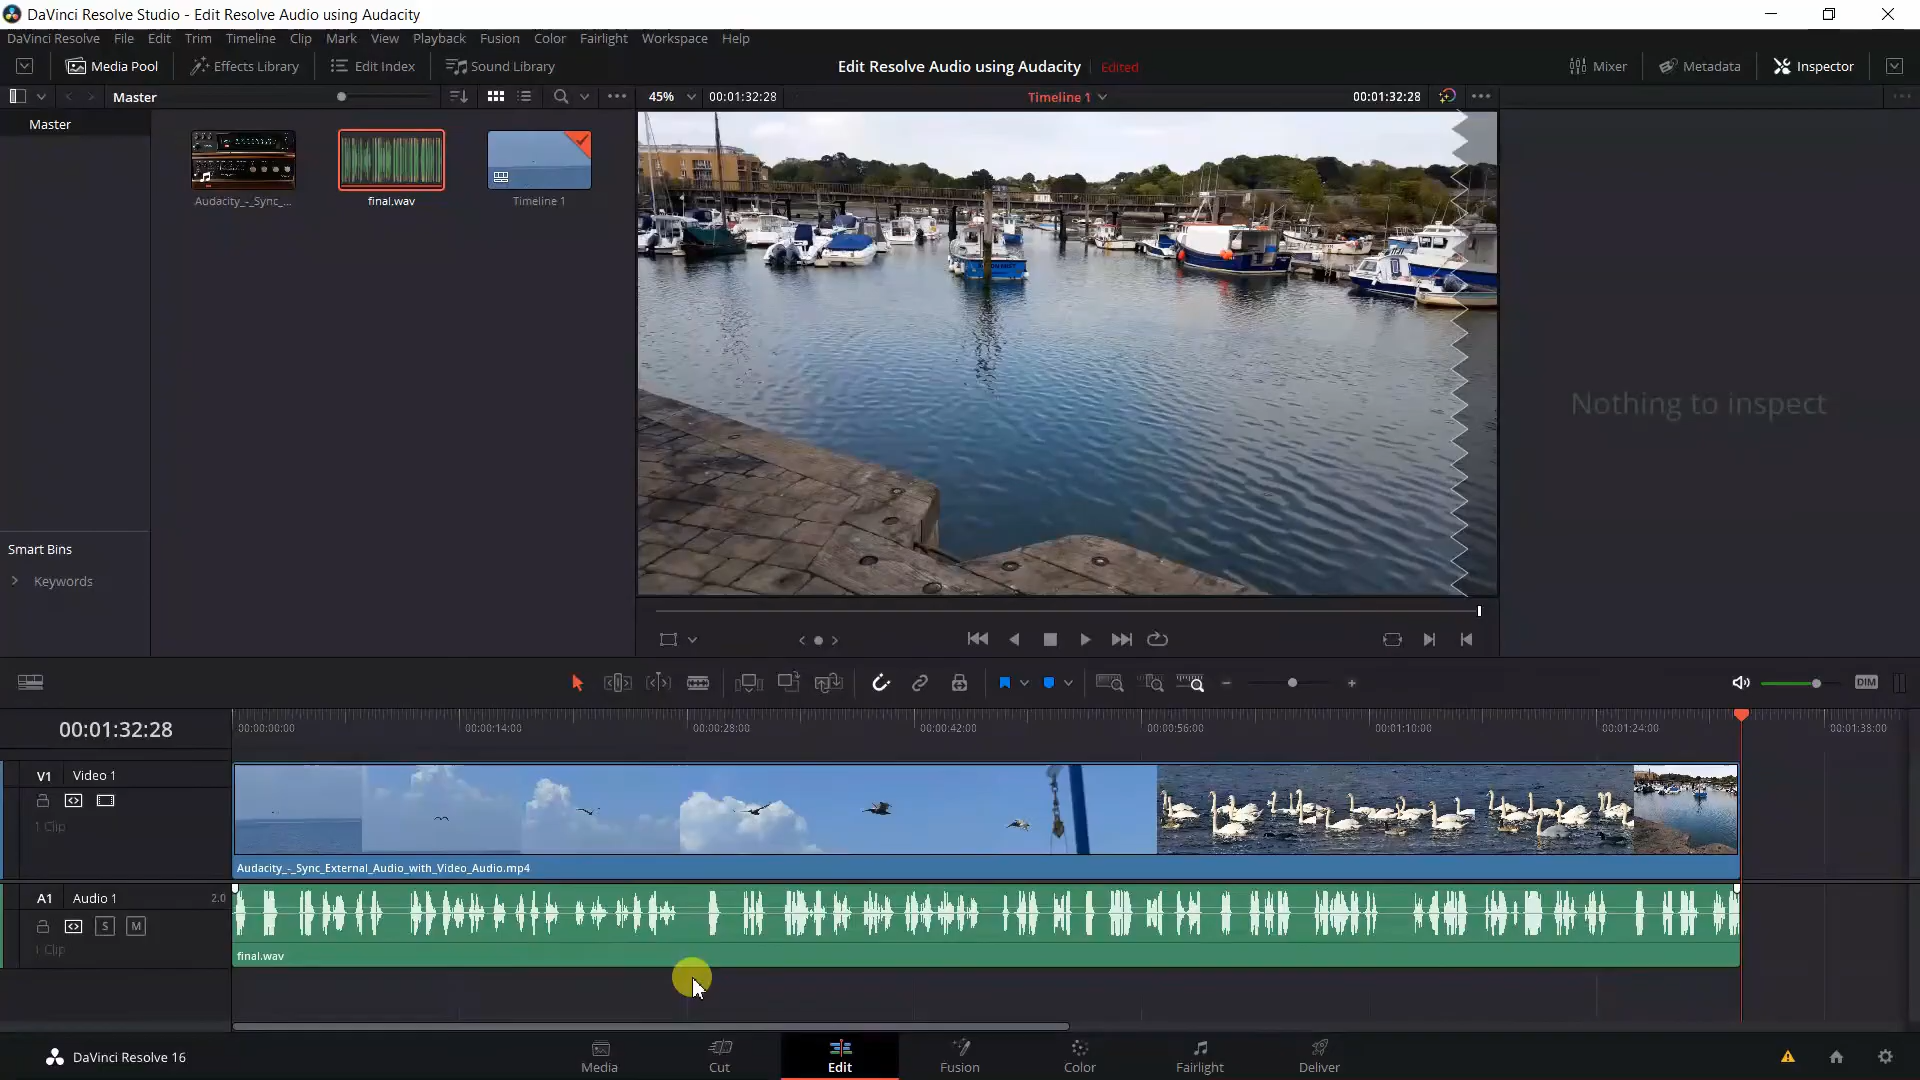 DaVinci Resolve Studio - Edit Resolve Audio using Audacity
DaVinci Resolve File Edit Trim Timeline Clip Mark View Playback Fusion Color Fairlight Workspace Help
Media Pool Effects Library Edit Index Sound Library Edit Resolve Audio using Audacity Edited Mixer Metadata Inspector
Master 45% 00:01:32:28 Timeline 1 00:01:32:28
Master
Audacity_-_Sync_... final.wav Timeline 1
Nothing to inspect
Smart Bins
Keywords
DIM
00:01:32:28 00:00:00:00 00:00:14:00 00:00:28:00 00:00:42:00 00:00:56:00 00:01:10:00 00:01:24:00 00:01:38:00
V1 Video 1
1 Clip
Audacity_-_Sync_External_Audio_with_Video_Audio.mp4
A1 Audio 1 2.0
S M
1 Clip
final.wav
DaVinci Resolve 16 Media Cut Edit Fusion Color Fairlight Deliver